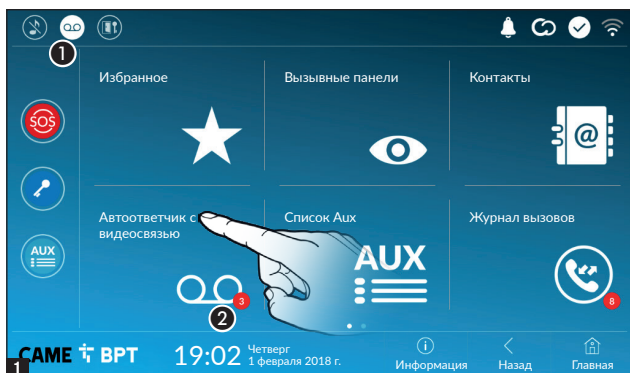 1
Избранное
Вызывные панели
Контакты
SOS
@
Автоответчик с
видеосвязью
Список Aux
Журнал вызовов
AUX
AUX
3
8
2
1
CAME BPT
19:02
Четверг
1 февраля 2018 г.
Информация
Назад
Главная